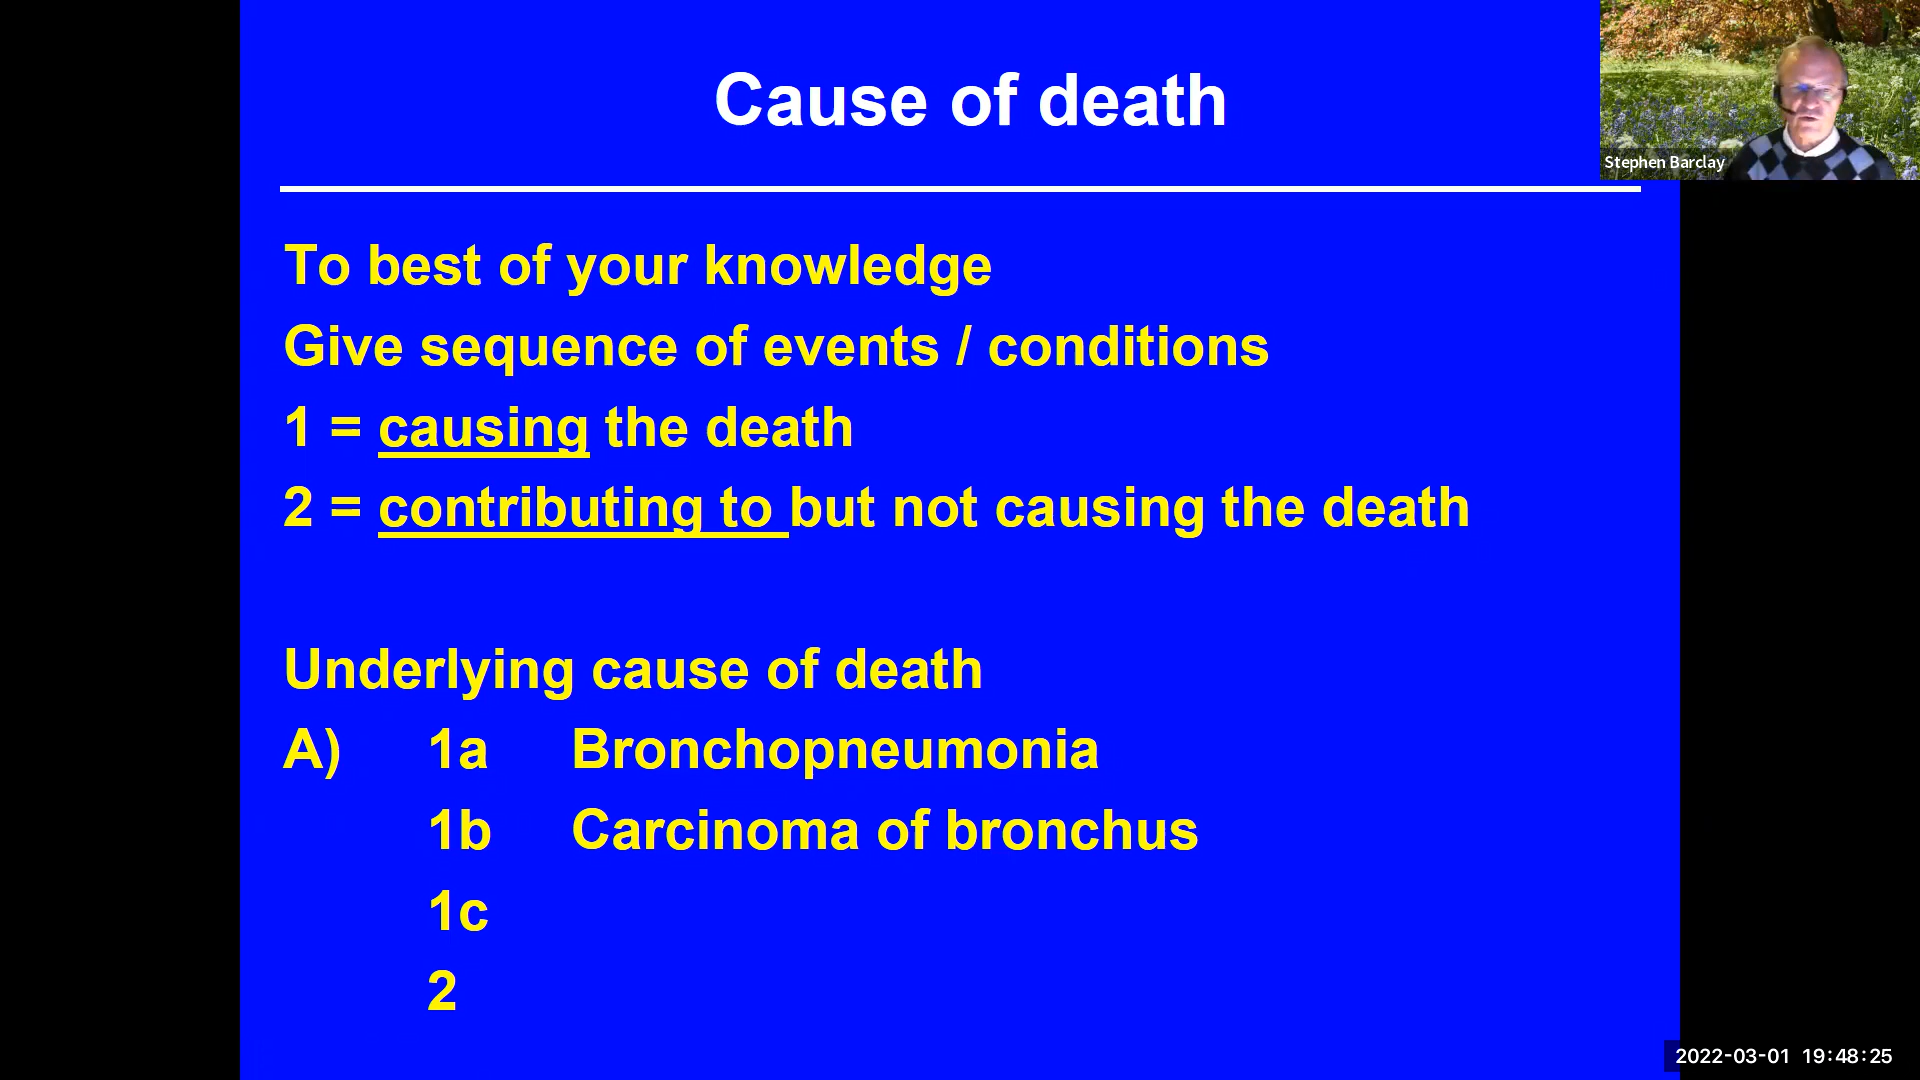 Cause of death
Stephen Barclay
To best of your knowledge
Give sequence of events / conditions
1 = causing the death
2 = contributing to but not causing the death
Underlying cause of death
A) 1a Bronchopneumonia
1b Carcinoma of bronchus
1c
2
2022-03-01 19:48:25